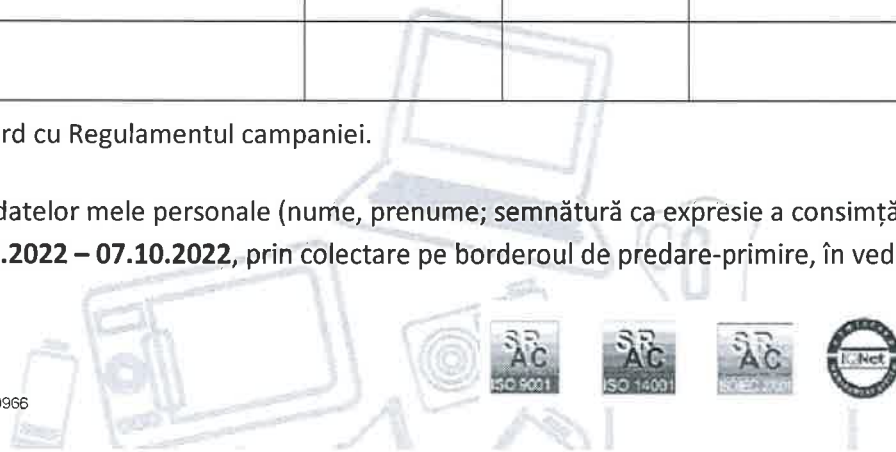 rd cu Regulamentul campaniei.
datelor mele personale (nume, prenume; semnătură ca expresie a consimță
.2022 – 07.10.2022, prin colectare pe borderoul de predare-primire, în ved
SR AC ISO 9001
SR AC ISO 14001
SR AC
IQNet
0966